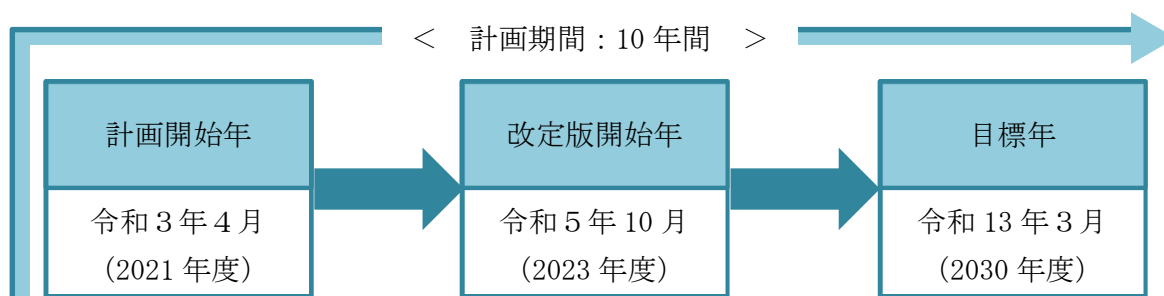 ＜　計画期間：10 年間　＞
計画開始年
令和３年４月
（2021 年度）
改定版開始年
令和５年 10 月
（2023 年度）
目標年
令和 13 年３月
（2030 年度）